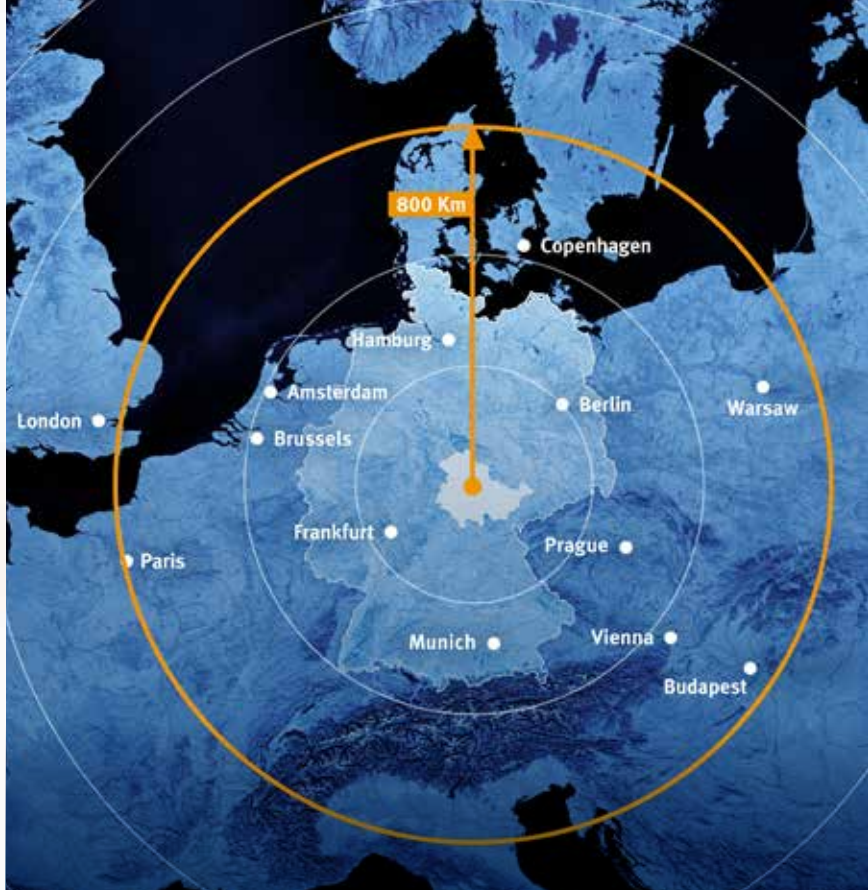 800 Km
Copenhagen
Hamburg
Amsterdam
Berlin
Warsaw
London
Brussels
Frankfurt
Prague
Paris
Munich
Vienna
Budapest